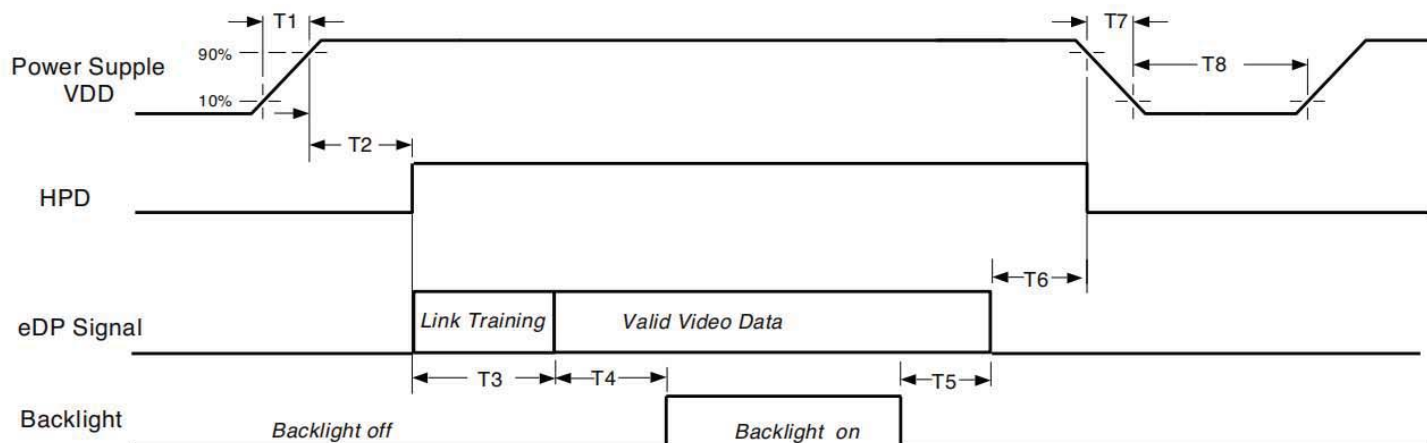 T1
T7
90%
Power Supple
VDD
T8
10%
T2
HPD
T6
eDP Signal
Link Training
Valid Video Data
T3
T4
T5
Backlight
Backlight off
Backlight on